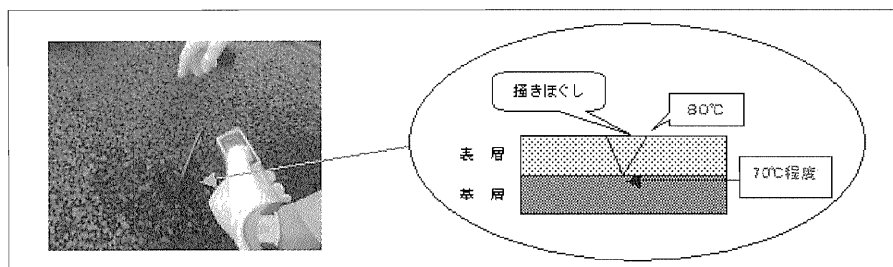 掻きほぐし
80℃
表 層
70℃程度
基 層